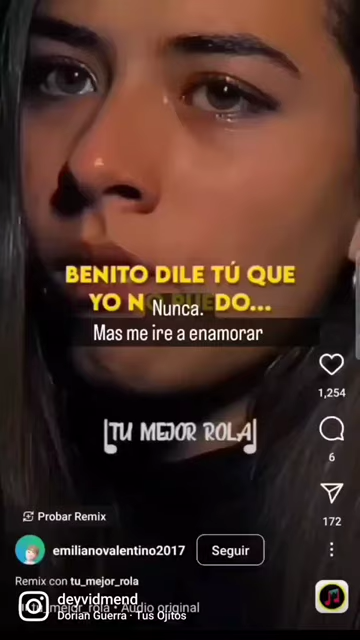 BENITO DILE TÚ QUE
YO NO PUEDO...
Nunca.
Mas me ire a enamorar
TU MEJOR ROLA
1,254
6
172
Probar Remix
emilianovalentino2017
Seguir
Remix con tu_mejor_rola
tu_mejor_rola • Audio original
deyvidmend
Dorian Guerra · Tus Ojitos